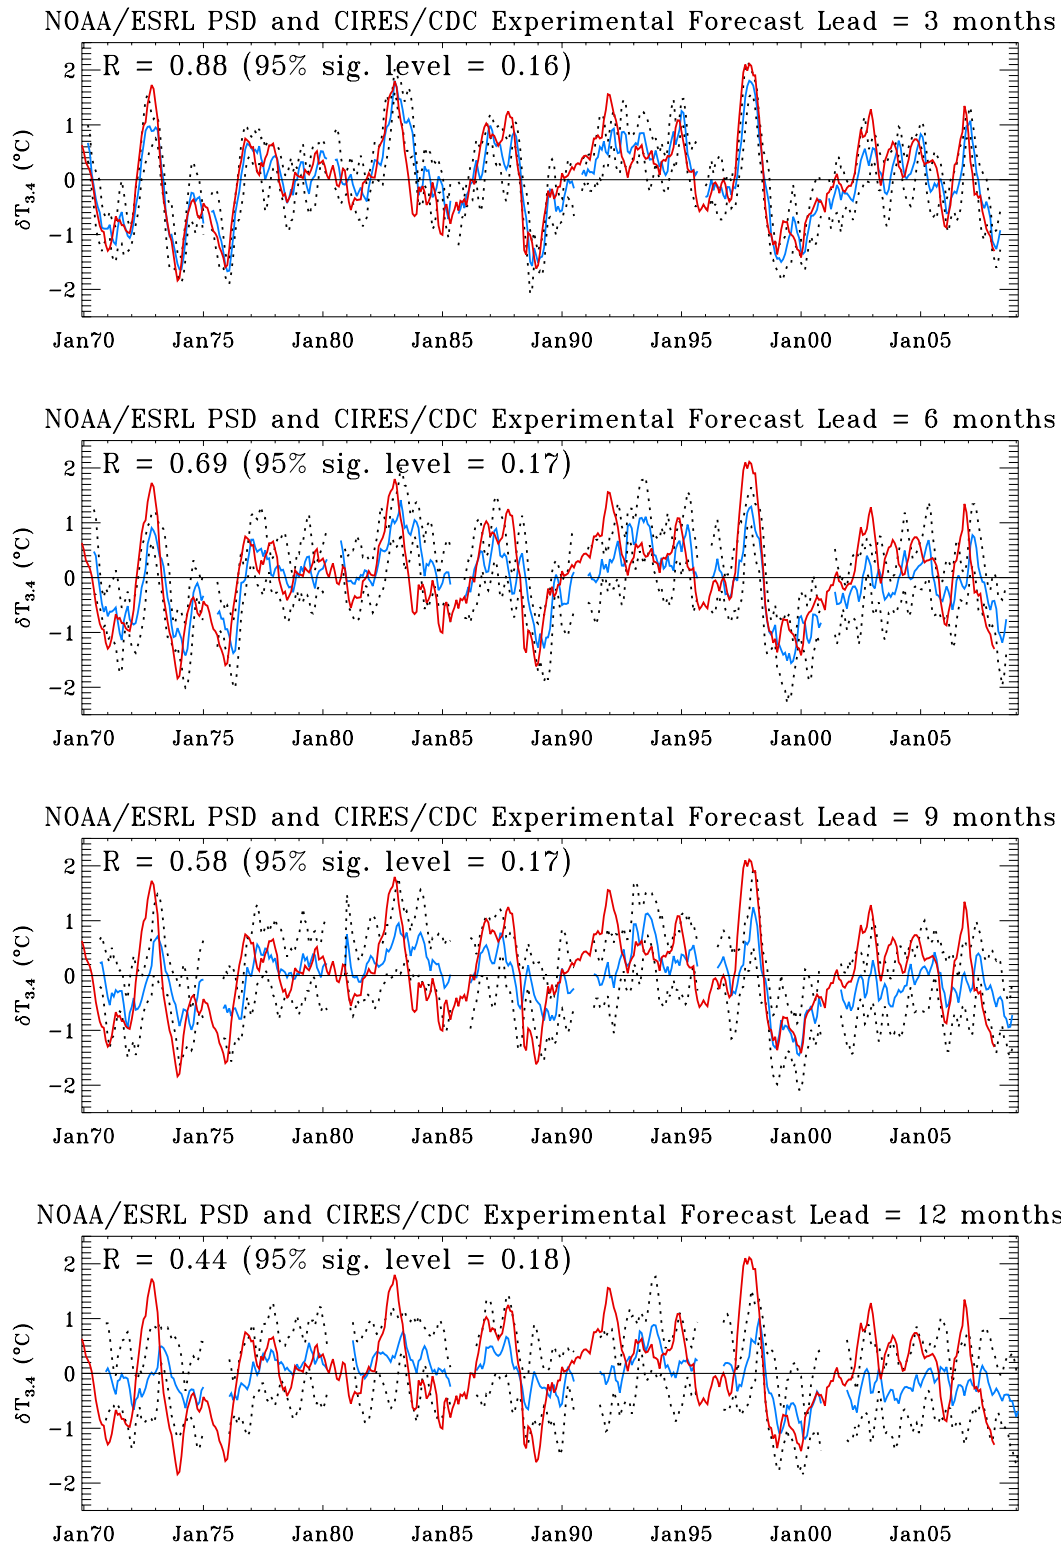 NOAA/ESRL PSD and CIRES/CDC Experimental Forecast Lead = 3 months
R = 0.88 (95% sig. level = 0.16)
δT3.4 (°C)
2
1
0
−1
−2
Jan70 Jan75 Jan80 Jan85 Jan90 Jan95 Jan00 Jan05
NOAA/ESRL PSD and CIRES/CDC Experimental Forecast Lead = 6 months
R = 0.69 (95% sig. level = 0.17)
δT3.4 (°C)
2
1
0
−1
−2
Jan70 Jan75 Jan80 Jan85 Jan90 Jan95 Jan00 Jan05
NOAA/ESRL PSD and CIRES/CDC Experimental Forecast Lead = 9 months
R = 0.58 (95% sig. level = 0.17)
δT3.4 (°C)
2
1
0
−1
−2
Jan70 Jan75 Jan80 Jan85 Jan90 Jan95 Jan00 Jan05
NOAA/ESRL PSD and CIRES/CDC Experimental Forecast Lead = 12 months
R = 0.44 (95% sig. level = 0.18)
δT3.4 (°C)
2
1
0
−1
−2
Jan70 Jan75 Jan80 Jan85 Jan90 Jan95 Jan00 Jan05